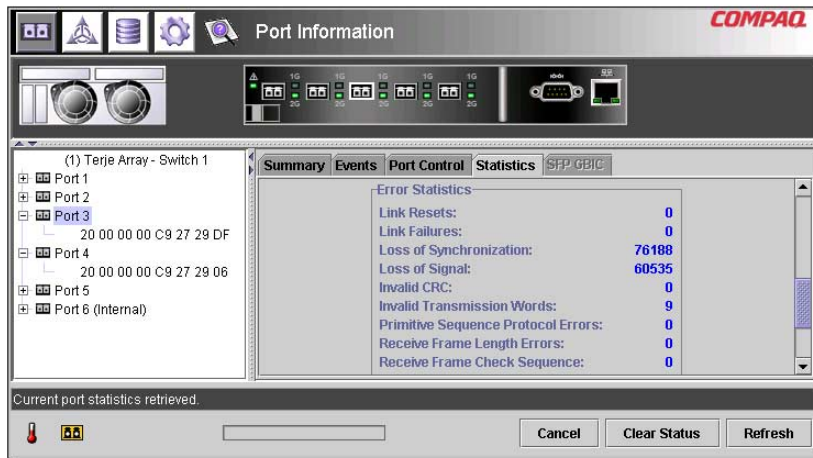 Port Information
COMPAQ
1G 1G 1G 1G 1G
2G 2G 2G 2G 2G
(1) Terje Array - Switch 1
Port 1
Port 2
Port 3
20 00 00 00 C9 27 29 DF
Port 4
20 00 00 00 C9 27 29 06
Port 5
Port 6 (Internal)
Summary Events Port Control Statistics SFP GBIC
Error Statistics
Link Resets: 0
Link Failures: 0
Loss of Synchronization: 76188
Loss of Signal: 60535
Invalid CRC: 0
Invalid Transmission Words: 9
Primitive Sequence Protocol Errors: 0
Receive Frame Length Errors: 0
Receive Frame Check Sequence: 0
Current port statistics retrieved.
Cancel Clear Status Refresh